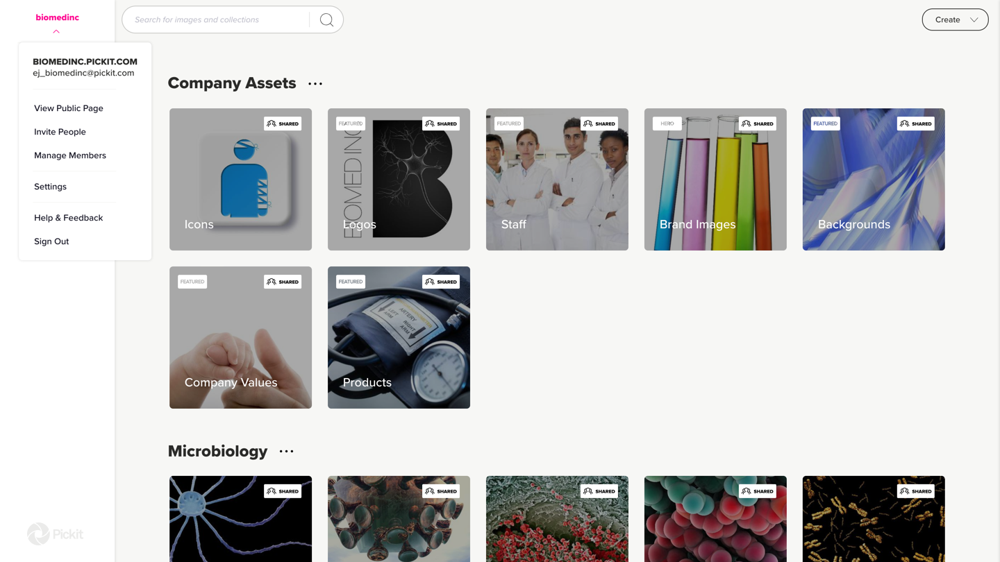 biomedinc
Search for images and collections
Create
BIOMEDINC.PICKIT.COM
ej_biomedinc@pickit.com
View Public Page
Invite People
Manage Members
Settings
Help & Feedback
Sign Out
Company Assets ...
SHARED
Icons
FEATURED SHARED
BIOMEDINC
Logos
FEATURED SHARED
Staff
HERO SHARED
Brand Images
FEATURED SHARED
Backgrounds
FEATURED SHARED
Company Values
FEATURED SHARED
ARTERY
LEFT ARM
RIGHT ARM
Products
Microbiology ...
SHARED
SHARED
SHARED
SHARED
SHARED
Pickit